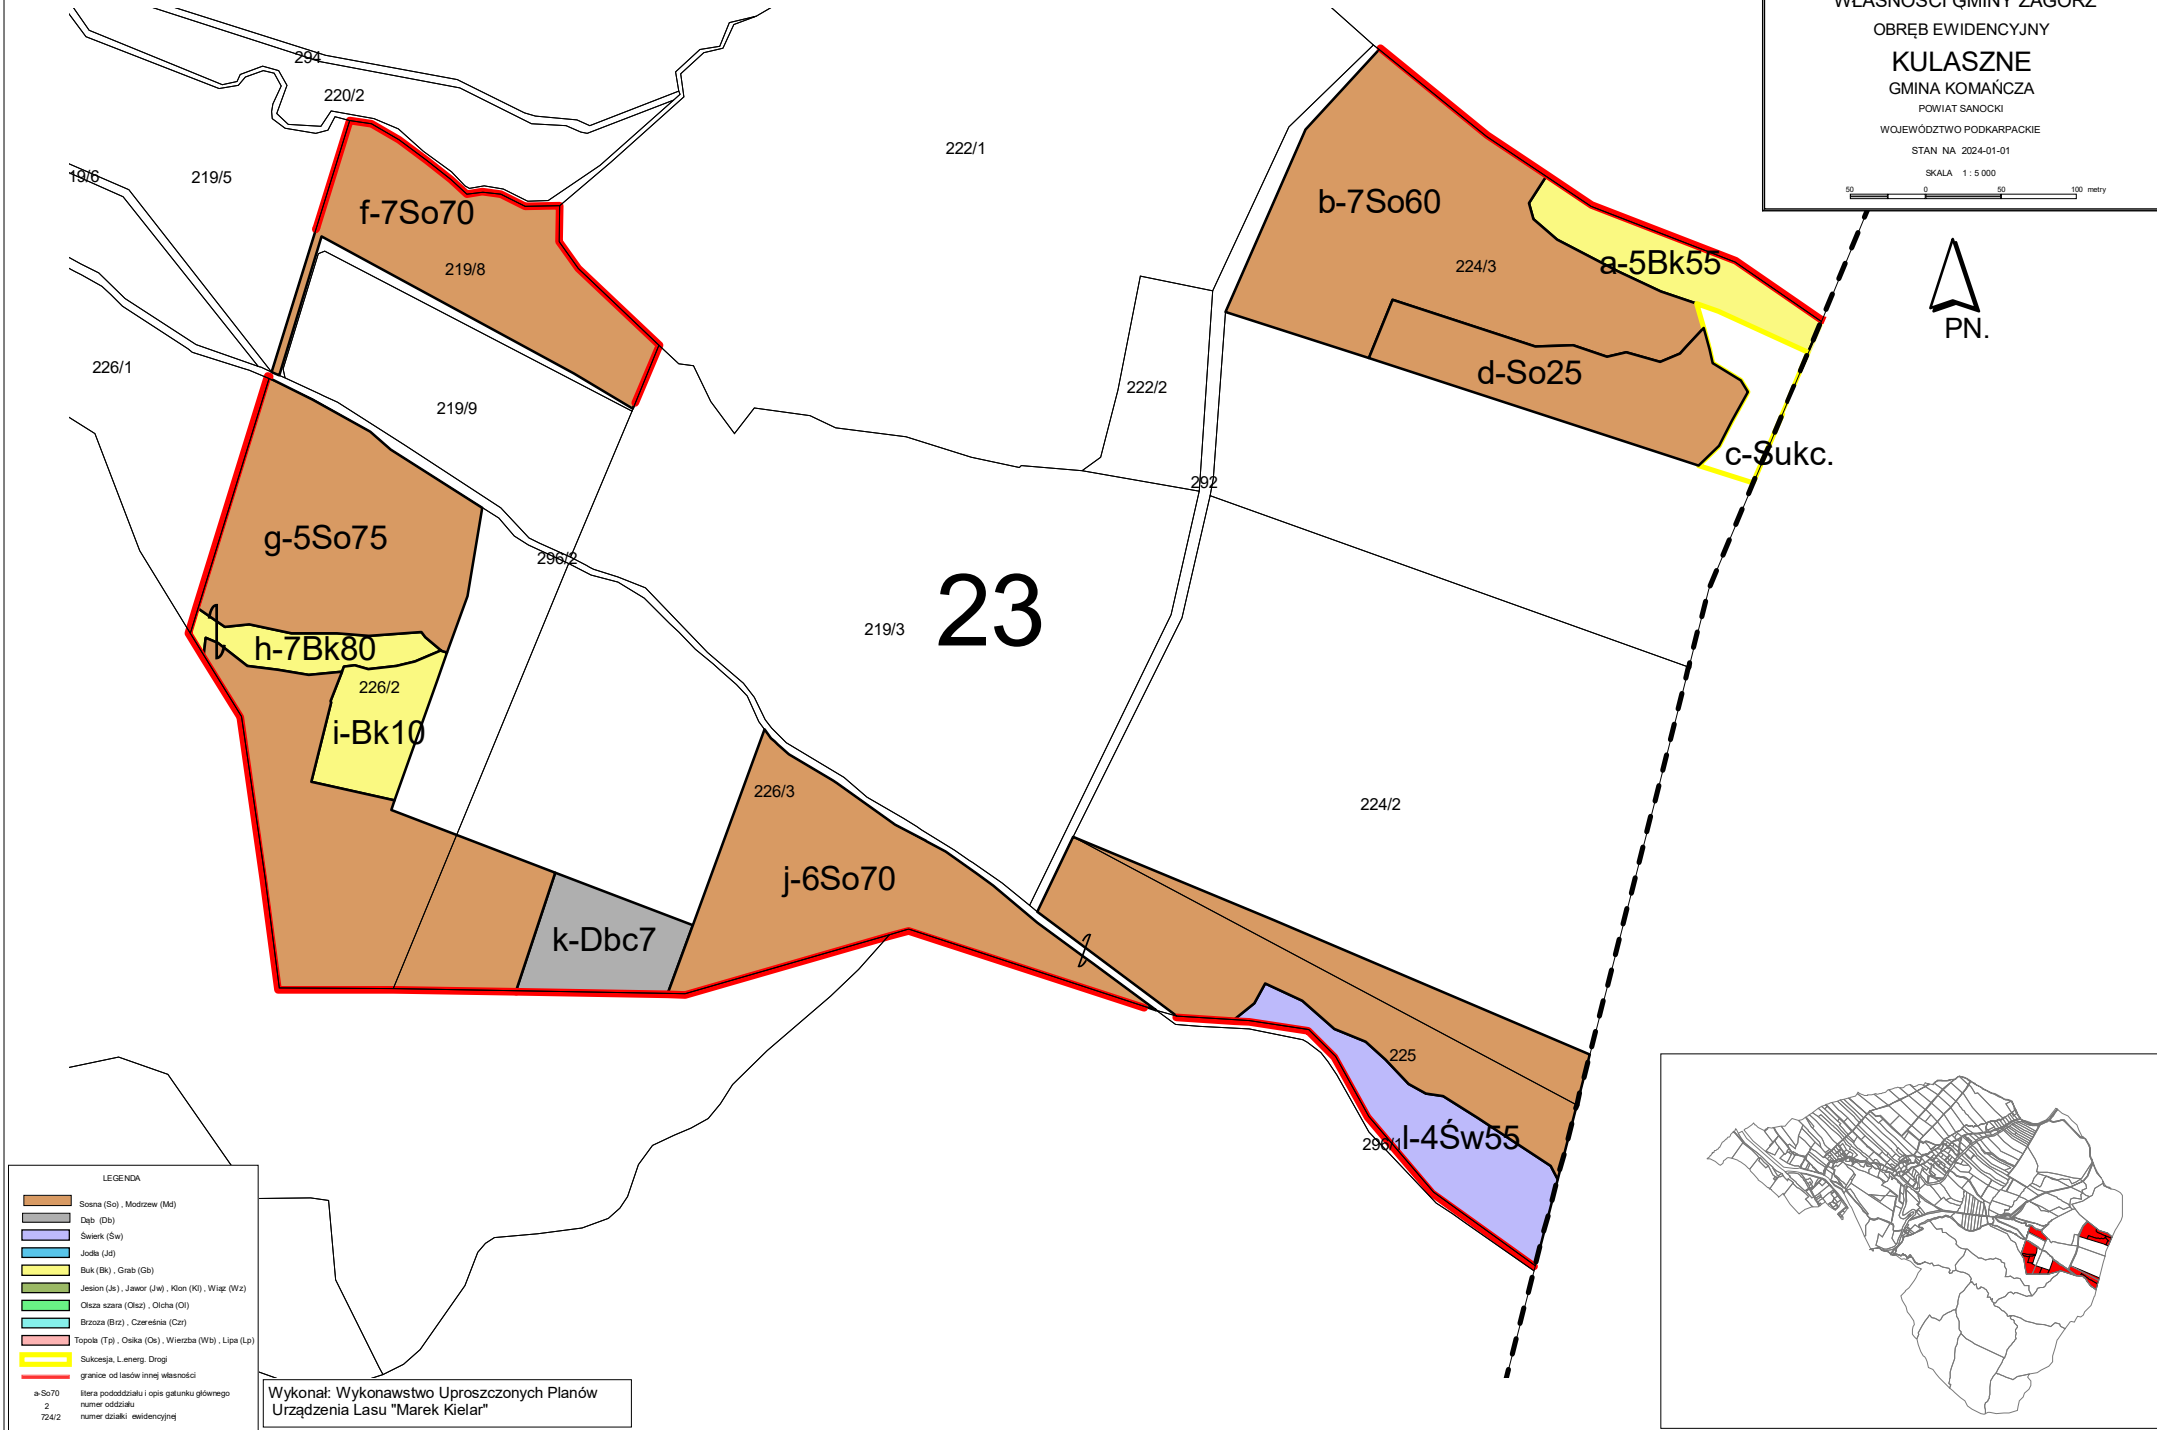 WŁASNOŚCI GMINY ZAGÓRZ
OBRĘB EWIDENCYJNY
KULASZNE
GMINA KOMAŃCZA
POWIAT SANOCKI
WOJEWÓDZTWO PODKARPACKIE
STAN NA 2024-01-01
SKALA 1 : 5 000
50 0 50 100 metry
PN.
294
220/2
222/1
19/6
219/5
f-7So70
b-7So60
219/8
224/3
a-5Bk55
226/1
222/2
d-So25
219/9
c-Sukc.
292
g-5So75
296/2
23
219/3
h-7Bk80
226/2
i-Bk10
226/3
224/2
j-6So70
k-Dbc7
225
296/1
l-4Św55
LEGENDA
Sosna (So) , Modrzew (Md)
Dąb (Db)
Świerk (Św)
Jodła (Jd)
Buk (Bk) , Grab (Gb)
Jesion (Js) , Jawor (Jw) , Klon (Kl) , Wiąz (Wz)
Olsza szara (Olsz) , Olcha (Ol)
Brzoza (Brz) , Czereśnia (Czr)
Topola (Tp) , Osika (Os) , Wierzba (Wb) , Lipa (Lp)
Sukcesja, L.energ. Drogi
granice od lasów innej własności
a-So70 litera pododdziału i opis gatunku głównego
2 numer oddziału
724/2 numer działki ewidencyjnej
Wykonał: Wykonawstwo Uproszczonych Planów
Urządzenia Lasu "Marek Kielar"